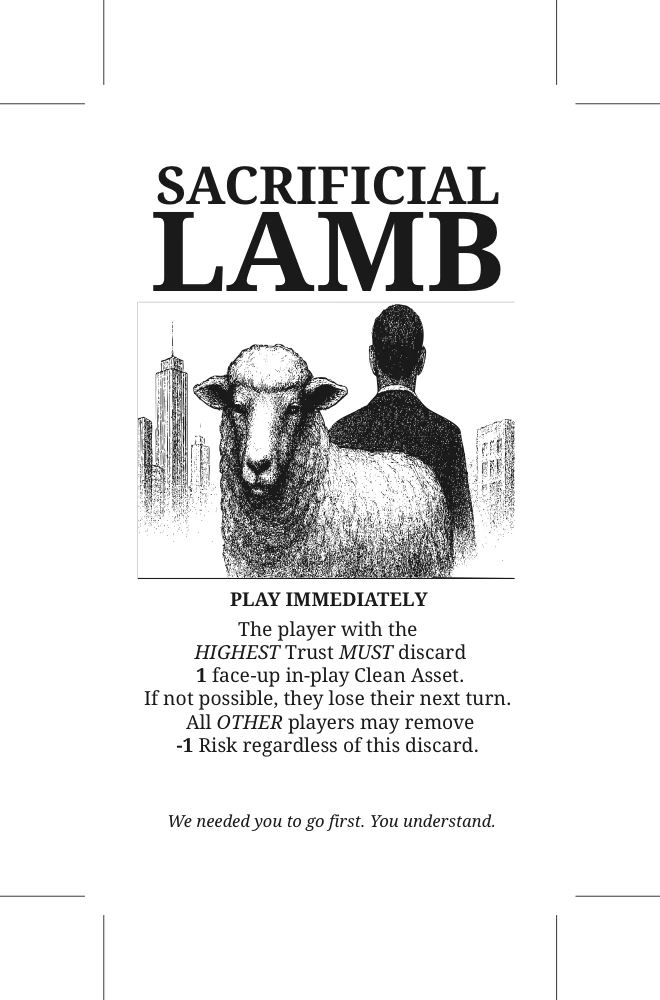 SACRIFICIAL
LAMB
PLAY IMMEDIATELY
The player with the
HIGHEST Trust MUST discard
1 face-up in-play Clean Asset.
If not possible, they lose their next turn.
All OTHER players may remove
-1 Risk regardless of this discard.
We needed you to go first. You understand.